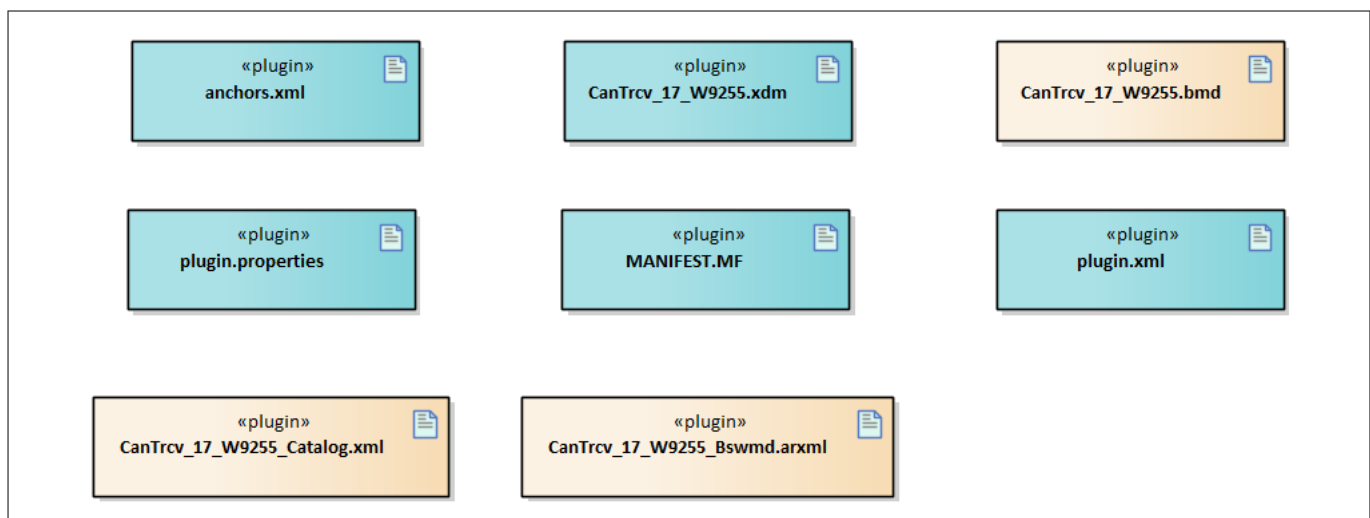 «plugin»
anchors.xml
«plugin»
CanTrcv_17_W9255.xdm
«plugin»
CanTrcv_17_W9255.bmd
«plugin»
plugin.properties
«plugin»
MANIFEST.MF
«plugin»
plugin.xml
«plugin»
CanTrcv_17_W9255_Catalog.xml
«plugin»
CanTrcv_17_W9255_Bswmd.arxml